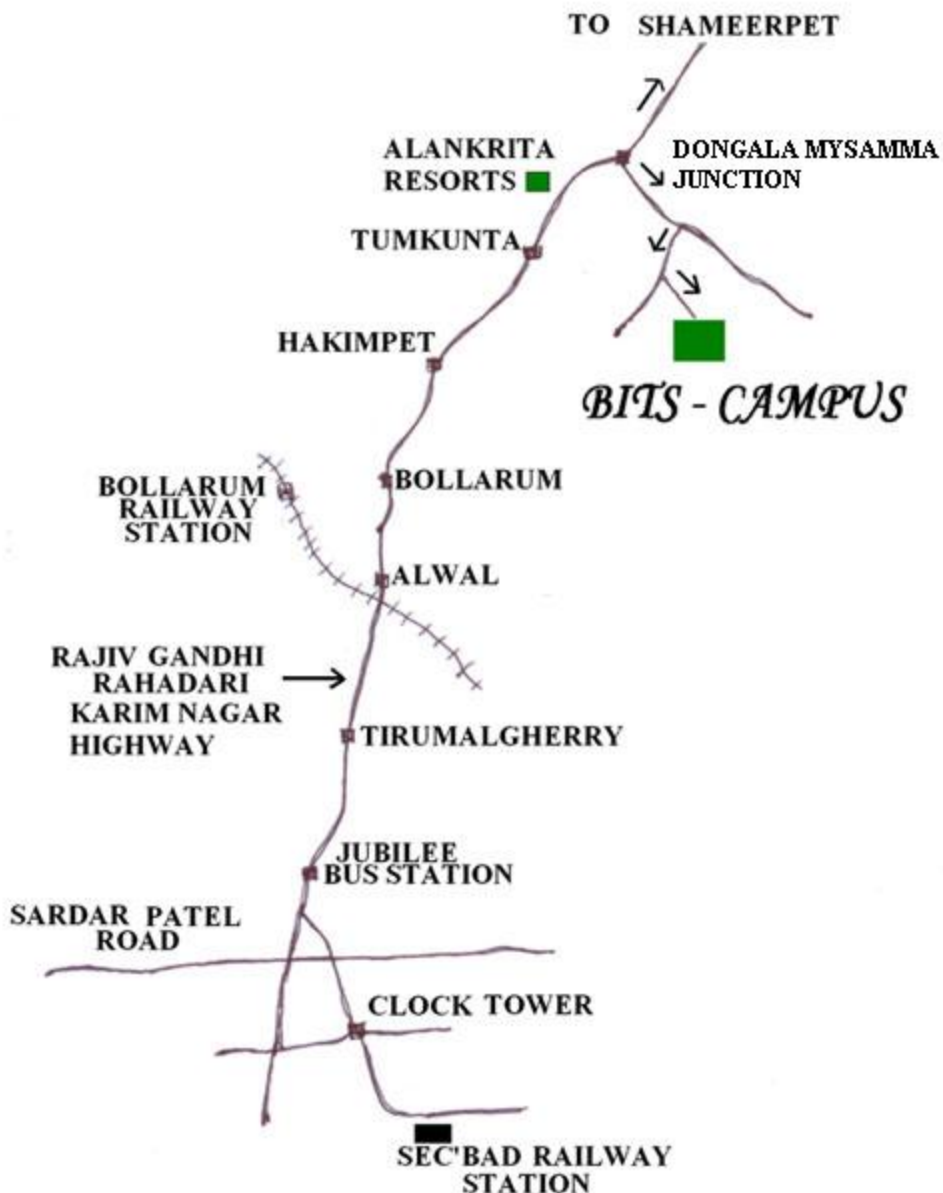 TO SHAMEERPET
ALANKRITA
RESORTS
DONGALA MYSAMMA
JUNCTION
TUMKUNTA
HAKIMPET
BITS - CAMPUS
BOLLARUM
RAILWAY
STATION
BOLLARUM
ALWAL
RAJIV GANDHI
RAHADARI
KARIM NAGAR
HIGHWAY
TIRUMALGHERRY
JUBILEE
BUS STATION
SARDAR PATEL
ROAD
CLOCK TOWER
SEC'BAD RAILWAY
STATION